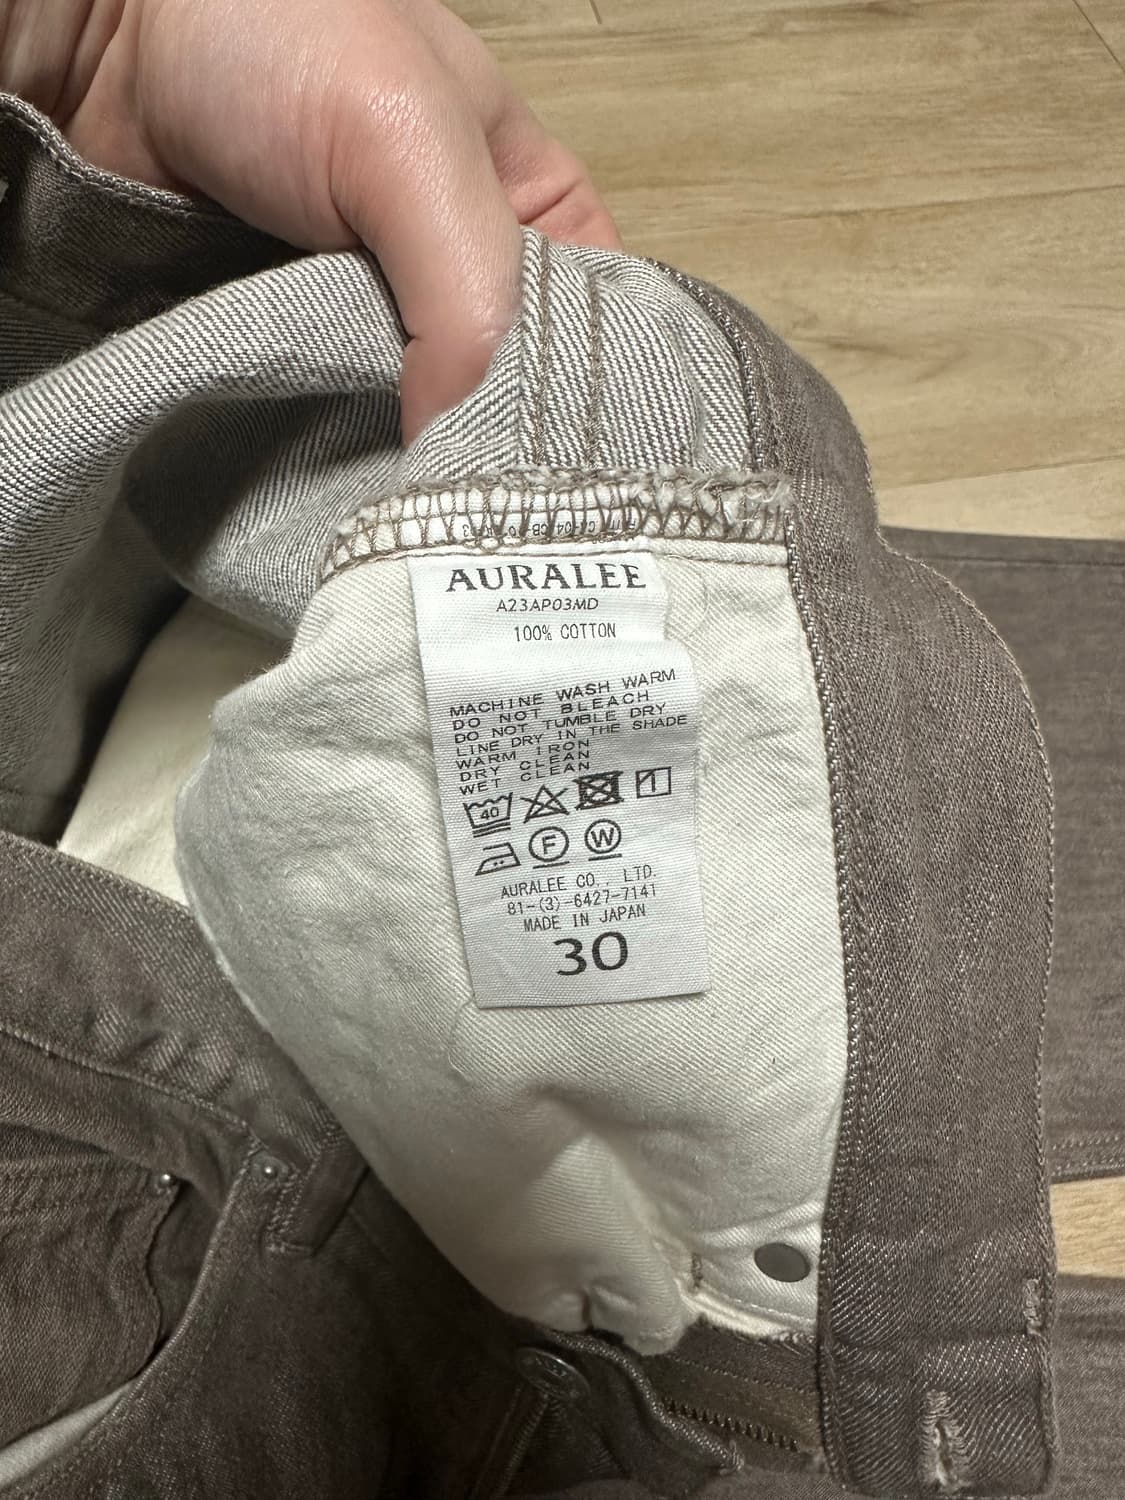 AURALEE
A23AP03MD
100% COTTON
MACHINE WASH WARM
DO NOT BLEACH
DO NOT TUMBLE DRY
LINE DRY IN THE SHADE
WARM IRON
DRY CLEAN
WET CLEAN
40
F W
AURALEE CO., LTD.
81-(3)-6427-7141
MADE IN JAPAN
30